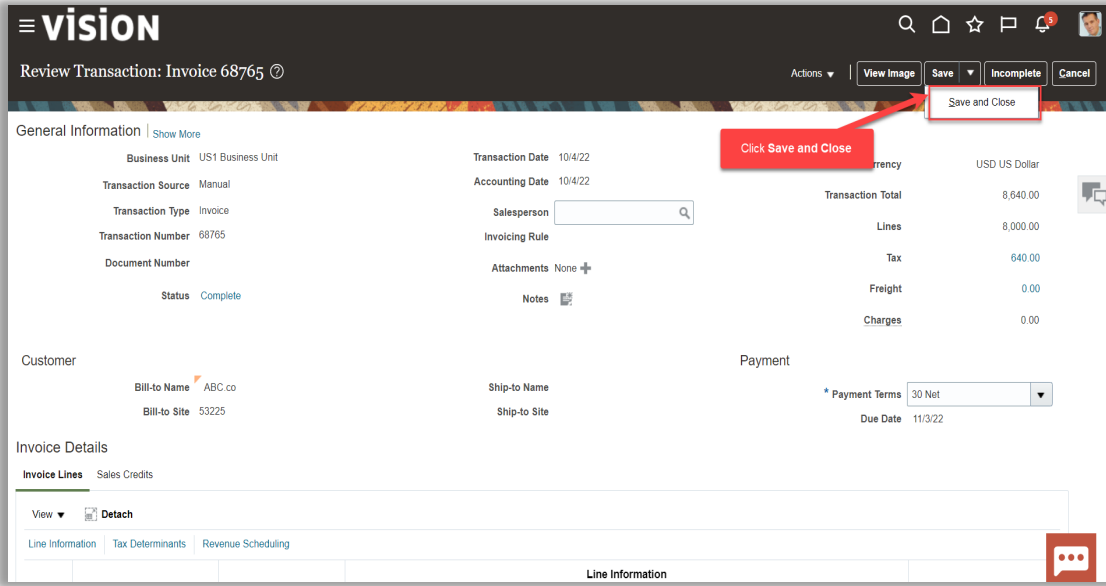 vision
5
Review Transaction: Invoice 68765
Actions
View Image
Save
Incomplete
Cancel
Save and Close
Click Save and Close
General Information
Show More
Business Unit US1 Business Unit
Transaction Source Manual
Transaction Type Invoice
Transaction Number 68765
Document Number
Status Complete
Transaction Date 10/4/22
Accounting Date 10/4/22
Salesperson
Invoicing Rule
Attachments None
Notes
rrency USD US Dollar
Transaction Total 8,640.00
Lines 8,000.00
Tax 640.00
Freight 0.00
Charges 0.00
Customer
Bill-to Name ABC.co
Bill-to Site 53225
Ship-to Name
Ship-to Site
Payment
* Payment Terms 30 Net
Due Date 11/3/22
Invoice Details
Invoice Lines
Sales Credits
View
Detach
Line Information
Tax Determinants
Revenue Scheduling
Line Information